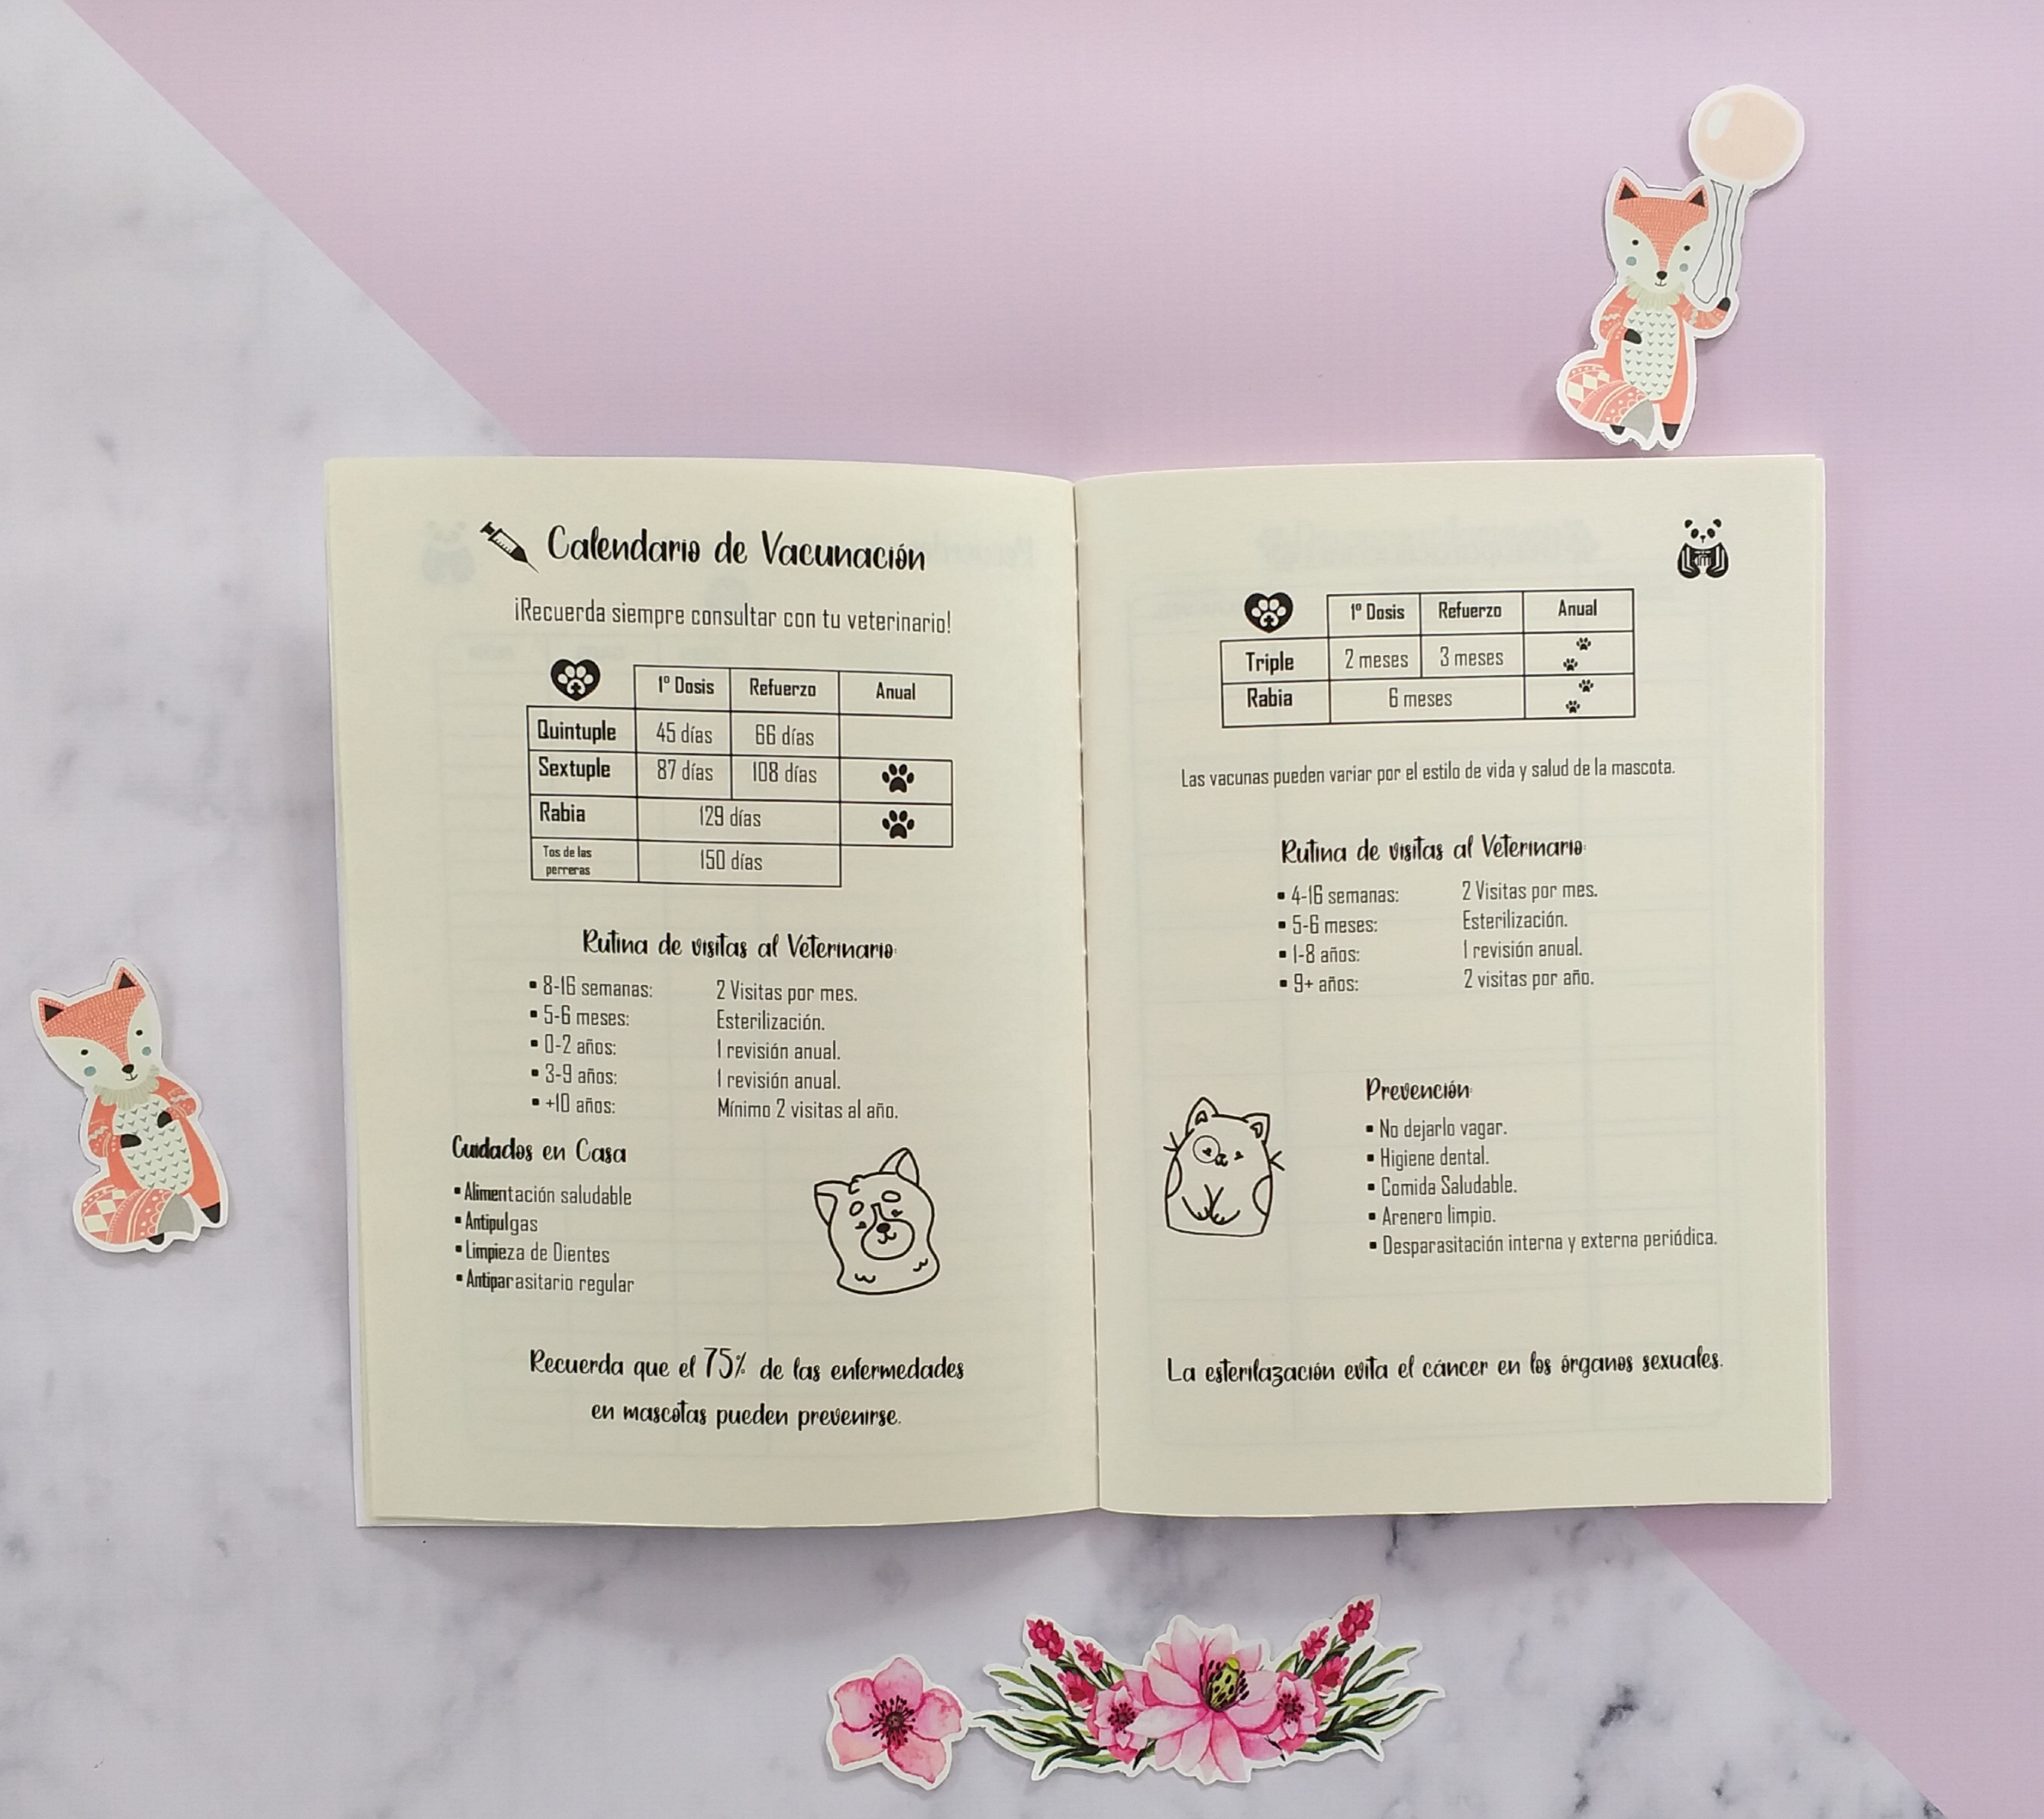 Calendario de Vacunación
¡Recuerda siempre consultar con tu veterinario!
1º Dosis Refuerzo Anual
Quintuple 45 días 66 días
Sextuple 87 días 108 días
Rabia 129 días
Tos de las
perreras
150 días
Rutina de visitas al Veterinario:
▪ 8-16 semanas: 2 Visitas por mes.
▪ 5-6 meses: Esterilización.
▪ 0-2 años: 1 revisión anual.
▪ 3-9 años: 1 revisión anual.
▪ +10 años: Mínimo 2 visitas al año.
Cuidados en Casa
▪ Alimentación saludable
▪ Antipulgas
▪ Limpieza de Dientes
▪ Antiparasitario regular
Recuerda que el 75% de las enfermedades
en mascotas pueden prevenirse.
1º Dosis Refuerzo Anual
Triple 2 meses 3 meses
Rabia 6 meses
Las vacunas pueden variar por el estilo de vida y salud de la mascota.
Rutina de visitas al Veterinario:
▪ 4-16 semanas: 2 Visitas por mes.
▪ 5-6 meses: Esterilización.
▪ 1-8 años: 1 revisión anual.
▪ 9+ años: 2 visitas por año.
Prevención:
▪ No dejarlo vagar.
▪ Higiene dental.
▪ Comida Saludable.
▪ Arenero limpio.
▪ Desparasitación interna y externa periódica.
La esterilazación evita el cáncer en los órganos sexuales.